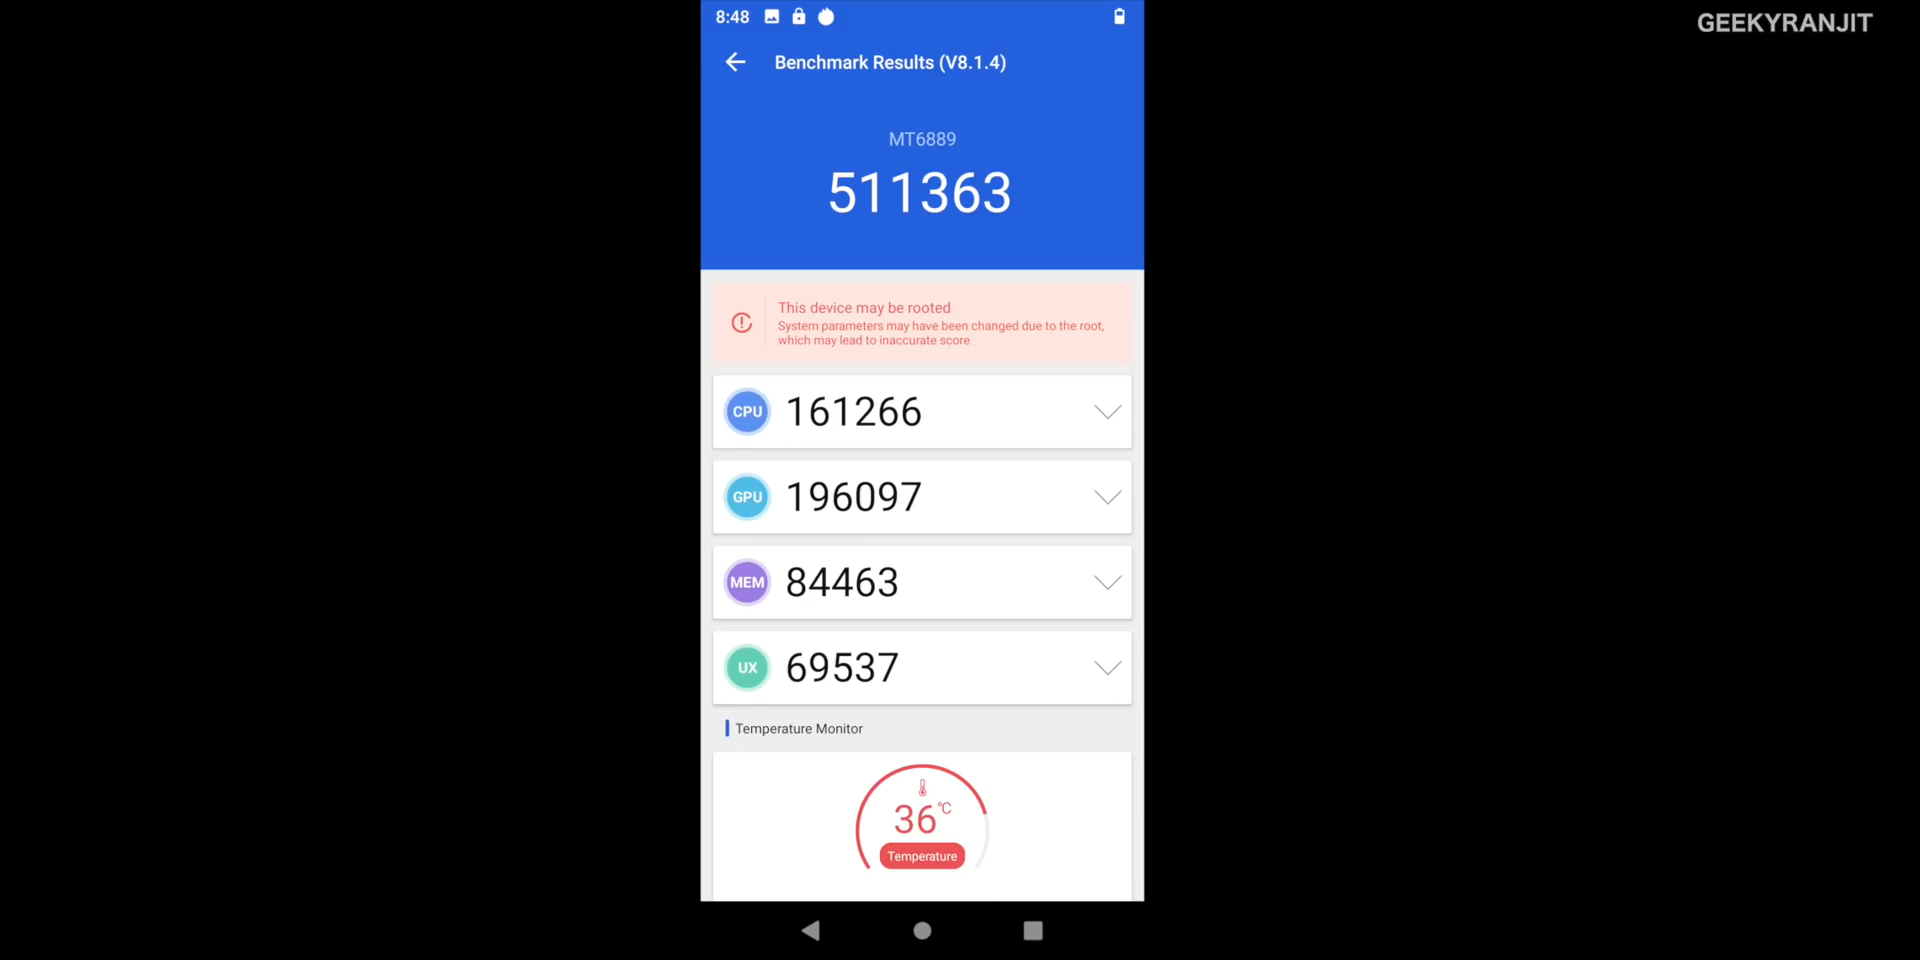 GEEKYRANJIT
8:48
Benchmark Results (V8.1.4)
MT6889
511363
This device may be rooted
System parameters may have been changed due to the root,
which may lead to inaccurate score
CPU 161266
GPU 196097
MEM 84463
UX 69537
Temperature Monitor
36 °C
Temperature